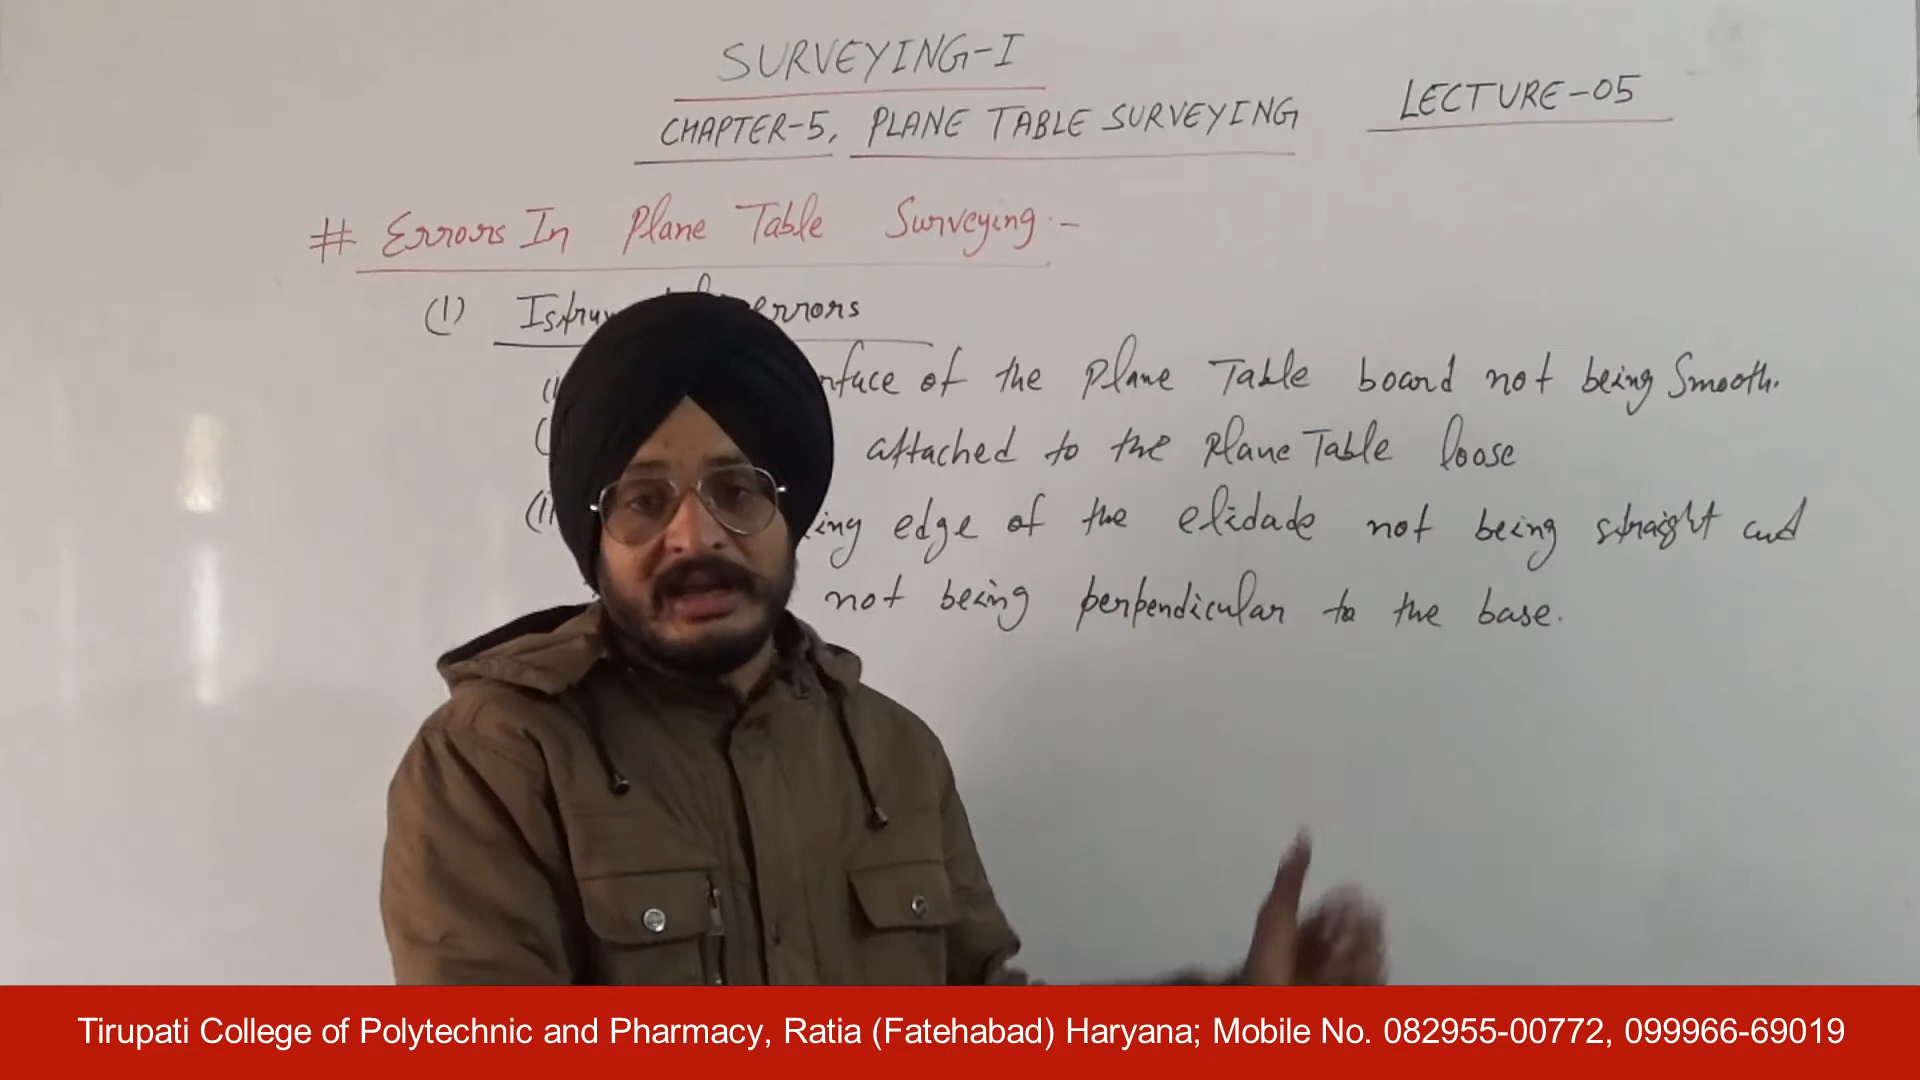 SURVEYING-I
CHAPTER-5, PLANE TABLE SURVEYING
LECTURE-05
# Errors In Plane Table Surveying:-
(1) errors
of the Plane Table board not being Smooth.
attached to the Plane Table loose
edge of the elidade not being straight and
not being perpendicular to the base.
Tirupati College of Polytechnic and Pharmacy, Ratia (Fatehabad) Haryana; Mobile No. 082955-00772, 099966-69019